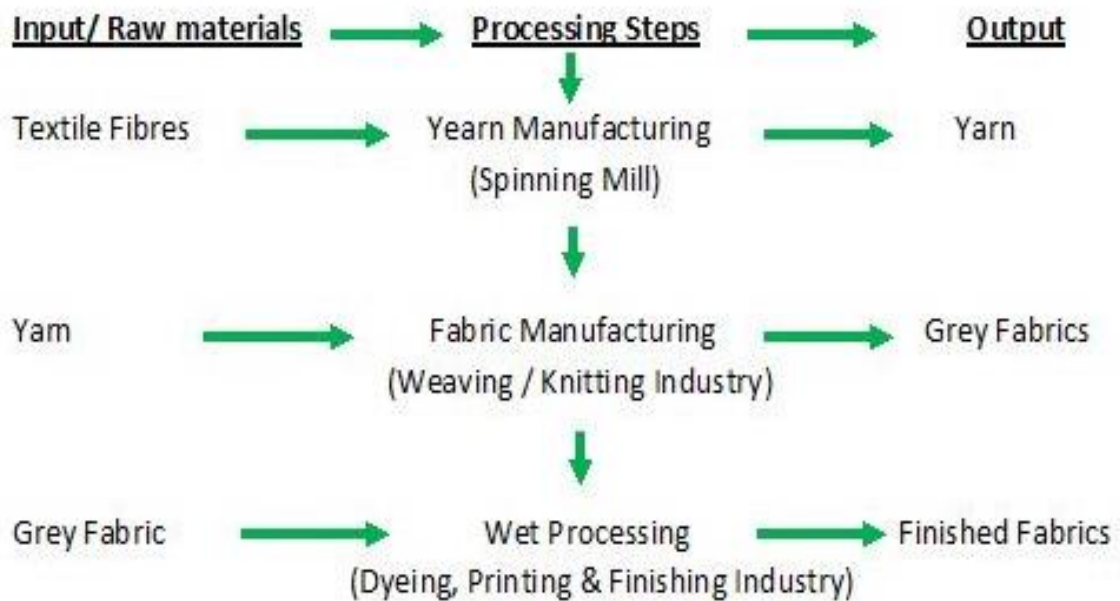 Input/ Raw materials Processing Steps Output
Textile Fibres Yearn Manufacturing Yarn
(Spinning Mill)
Yarn Fabric Manufacturing Grey Fabrics
(Weaving / Knitting Industry)
Grey Fabric Wet Processing Finished Fabrics
(Dyeing, Printing & Finishing Industry)